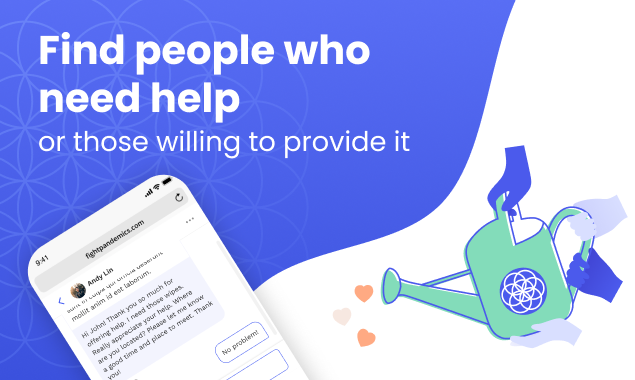 Find people who
need help
or those willing to provide it
9:41
fightpandemics.com
Andy Lin
mollit anim id est laborum.
Hi John! Thank you so much for
offering help, I need those wipes.
Really appreciate your help. Where
are you located? Please let me know
a good time and place to meet. Thank
you!
No problem!